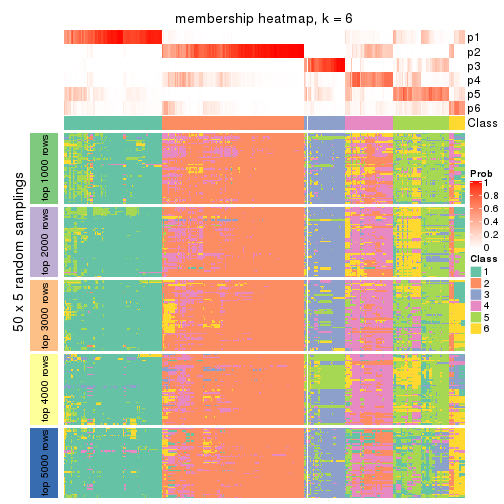 membership heatmap, k = 6
p1
p2
p3
p4
p5
p6
Class
50 x 5 random samplings
top 1000 rows
top 2000 rows
top 3000 rows
top 4000 rows
top 5000 rows
Prob
1
0.8
0.6
0.4
0.2
0
Class
1
2
3
4
5
6